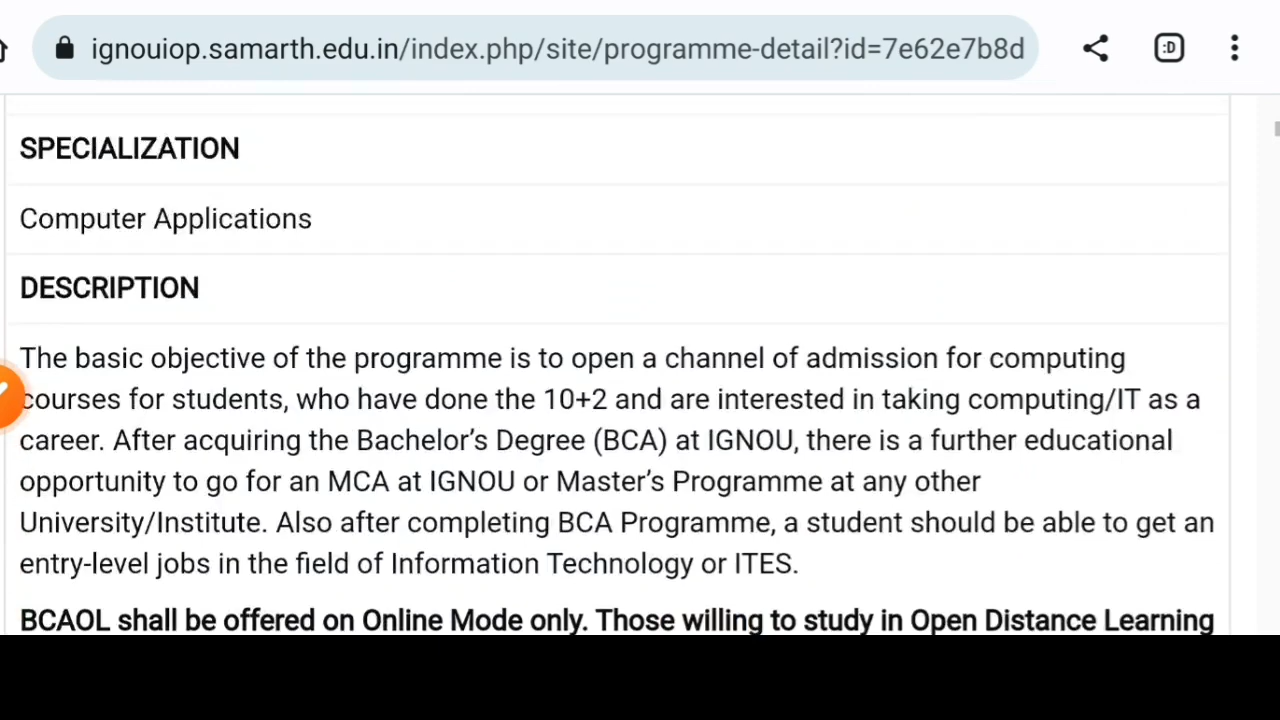 ignouiop.samarth.edu.in/index.php/site/programme-detail?id=7e62e7b8d
:D
SPECIALIZATION
Computer Applications
DESCRIPTION
The basic objective of the programme is to open a channel of admission for computing
courses for students, who have done the 10+2 and are interested in taking computing/IT as a
career. After acquiring the Bachelor’s Degree (BCA) at IGNOU, there is a further educational
opportunity to go for an MCA at IGNOU or Master’s Programme at any other
University/Institute. Also after completing BCA Programme, a student should be able to get an
entry-level jobs in the field of Information Technology or ITES.
BCAOL shall be offered on Online Mode only. Those willing to study in Open Distance Learning